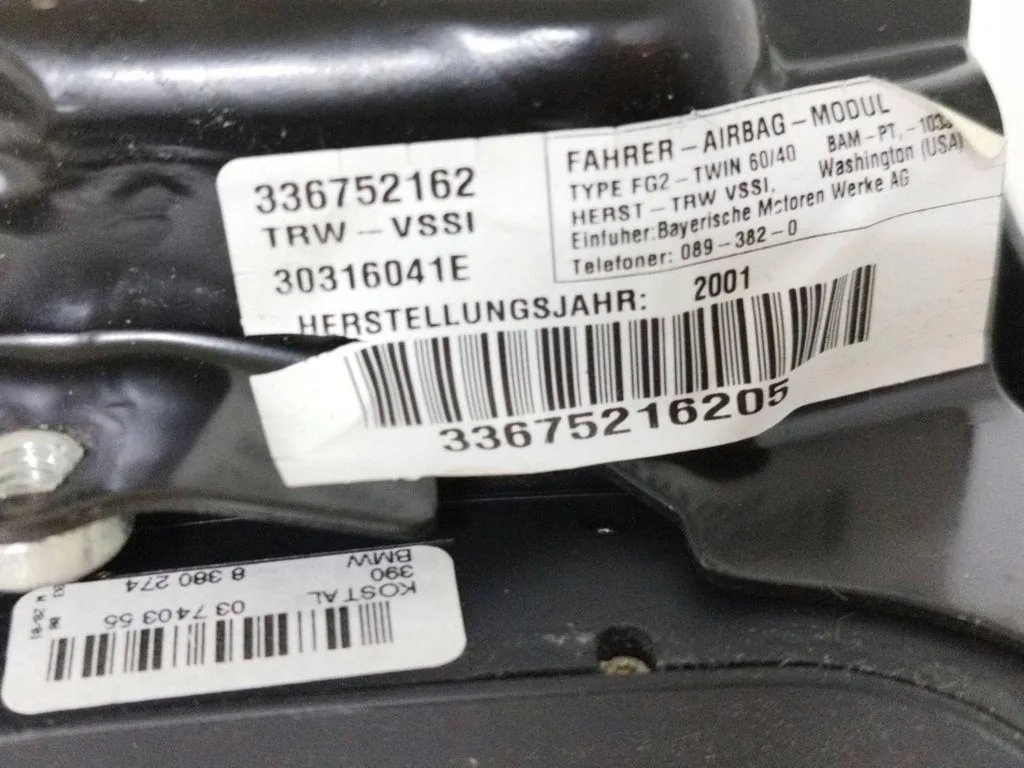 336752162
TRW-VSSI
30316041E
HERSTELLUNGSJAHR: 2001
33675216205
FAHRER-AIRBAG-MODUL
TYPE FG2-TWIN 60/40 BAM-PT.-103
HERST-TRW VSSI, Washington (USA)
Einfuher:Bayerische Motoren Werke AG
Telefoner: 089-382-0
KOSTAL 03 7403 55
390
BMW 8 380 274